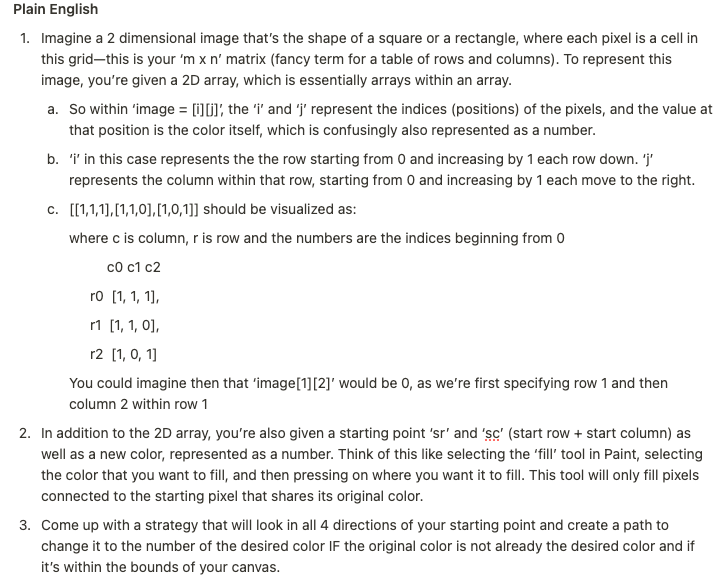 Plain English
1. Imagine a 2 dimensional image that's the shape of a square or a rectangle, where each pixel is a cell in
this grid—this is your 'm x n' matrix (fancy term for a table of rows and columns). To represent this
image, you're given a 2D array, which is essentially arrays within an array.
a. So within 'image = [i][j]', the 'i' and 'j' represent the indices (positions) of the pixels, and the value at
that position is the color itself, which is confusingly also represented as a number.
b. 'i' in this case represents the the row starting from 0 and increasing by 1 each row down. 'j'
represents the column within that row, starting from 0 and increasing by 1 each move to the right.
c. [[1,1,1],[1,1,0],[1,0,1]] should be visualized as:
where c is column, r is row and the numbers are the indices beginning from 0
c0 c1 c2
r0 [1, 1, 1],
r1 [1, 1, 0],
r2 [1, 0, 1]
You could imagine then that 'image[1][2]' would be 0, as we're first specifying row 1 and then
column 2 within row 1
2. In addition to the 2D array, you're also given a starting point 'sr' and 'sc' (start row + start column) as
well as a new color, represented as a number. Think of this like selecting the 'fill' tool in Paint, selecting
the color that you want to fill, and then pressing on where you want it to fill. This tool will only fill pixels
connected to the starting pixel that shares its original color.
3. Come up with a strategy that will look in all 4 directions of your starting point and create a path to
change it to the number of the desired color IF the original color is not already the desired color and if
it's within the bounds of your canvas.